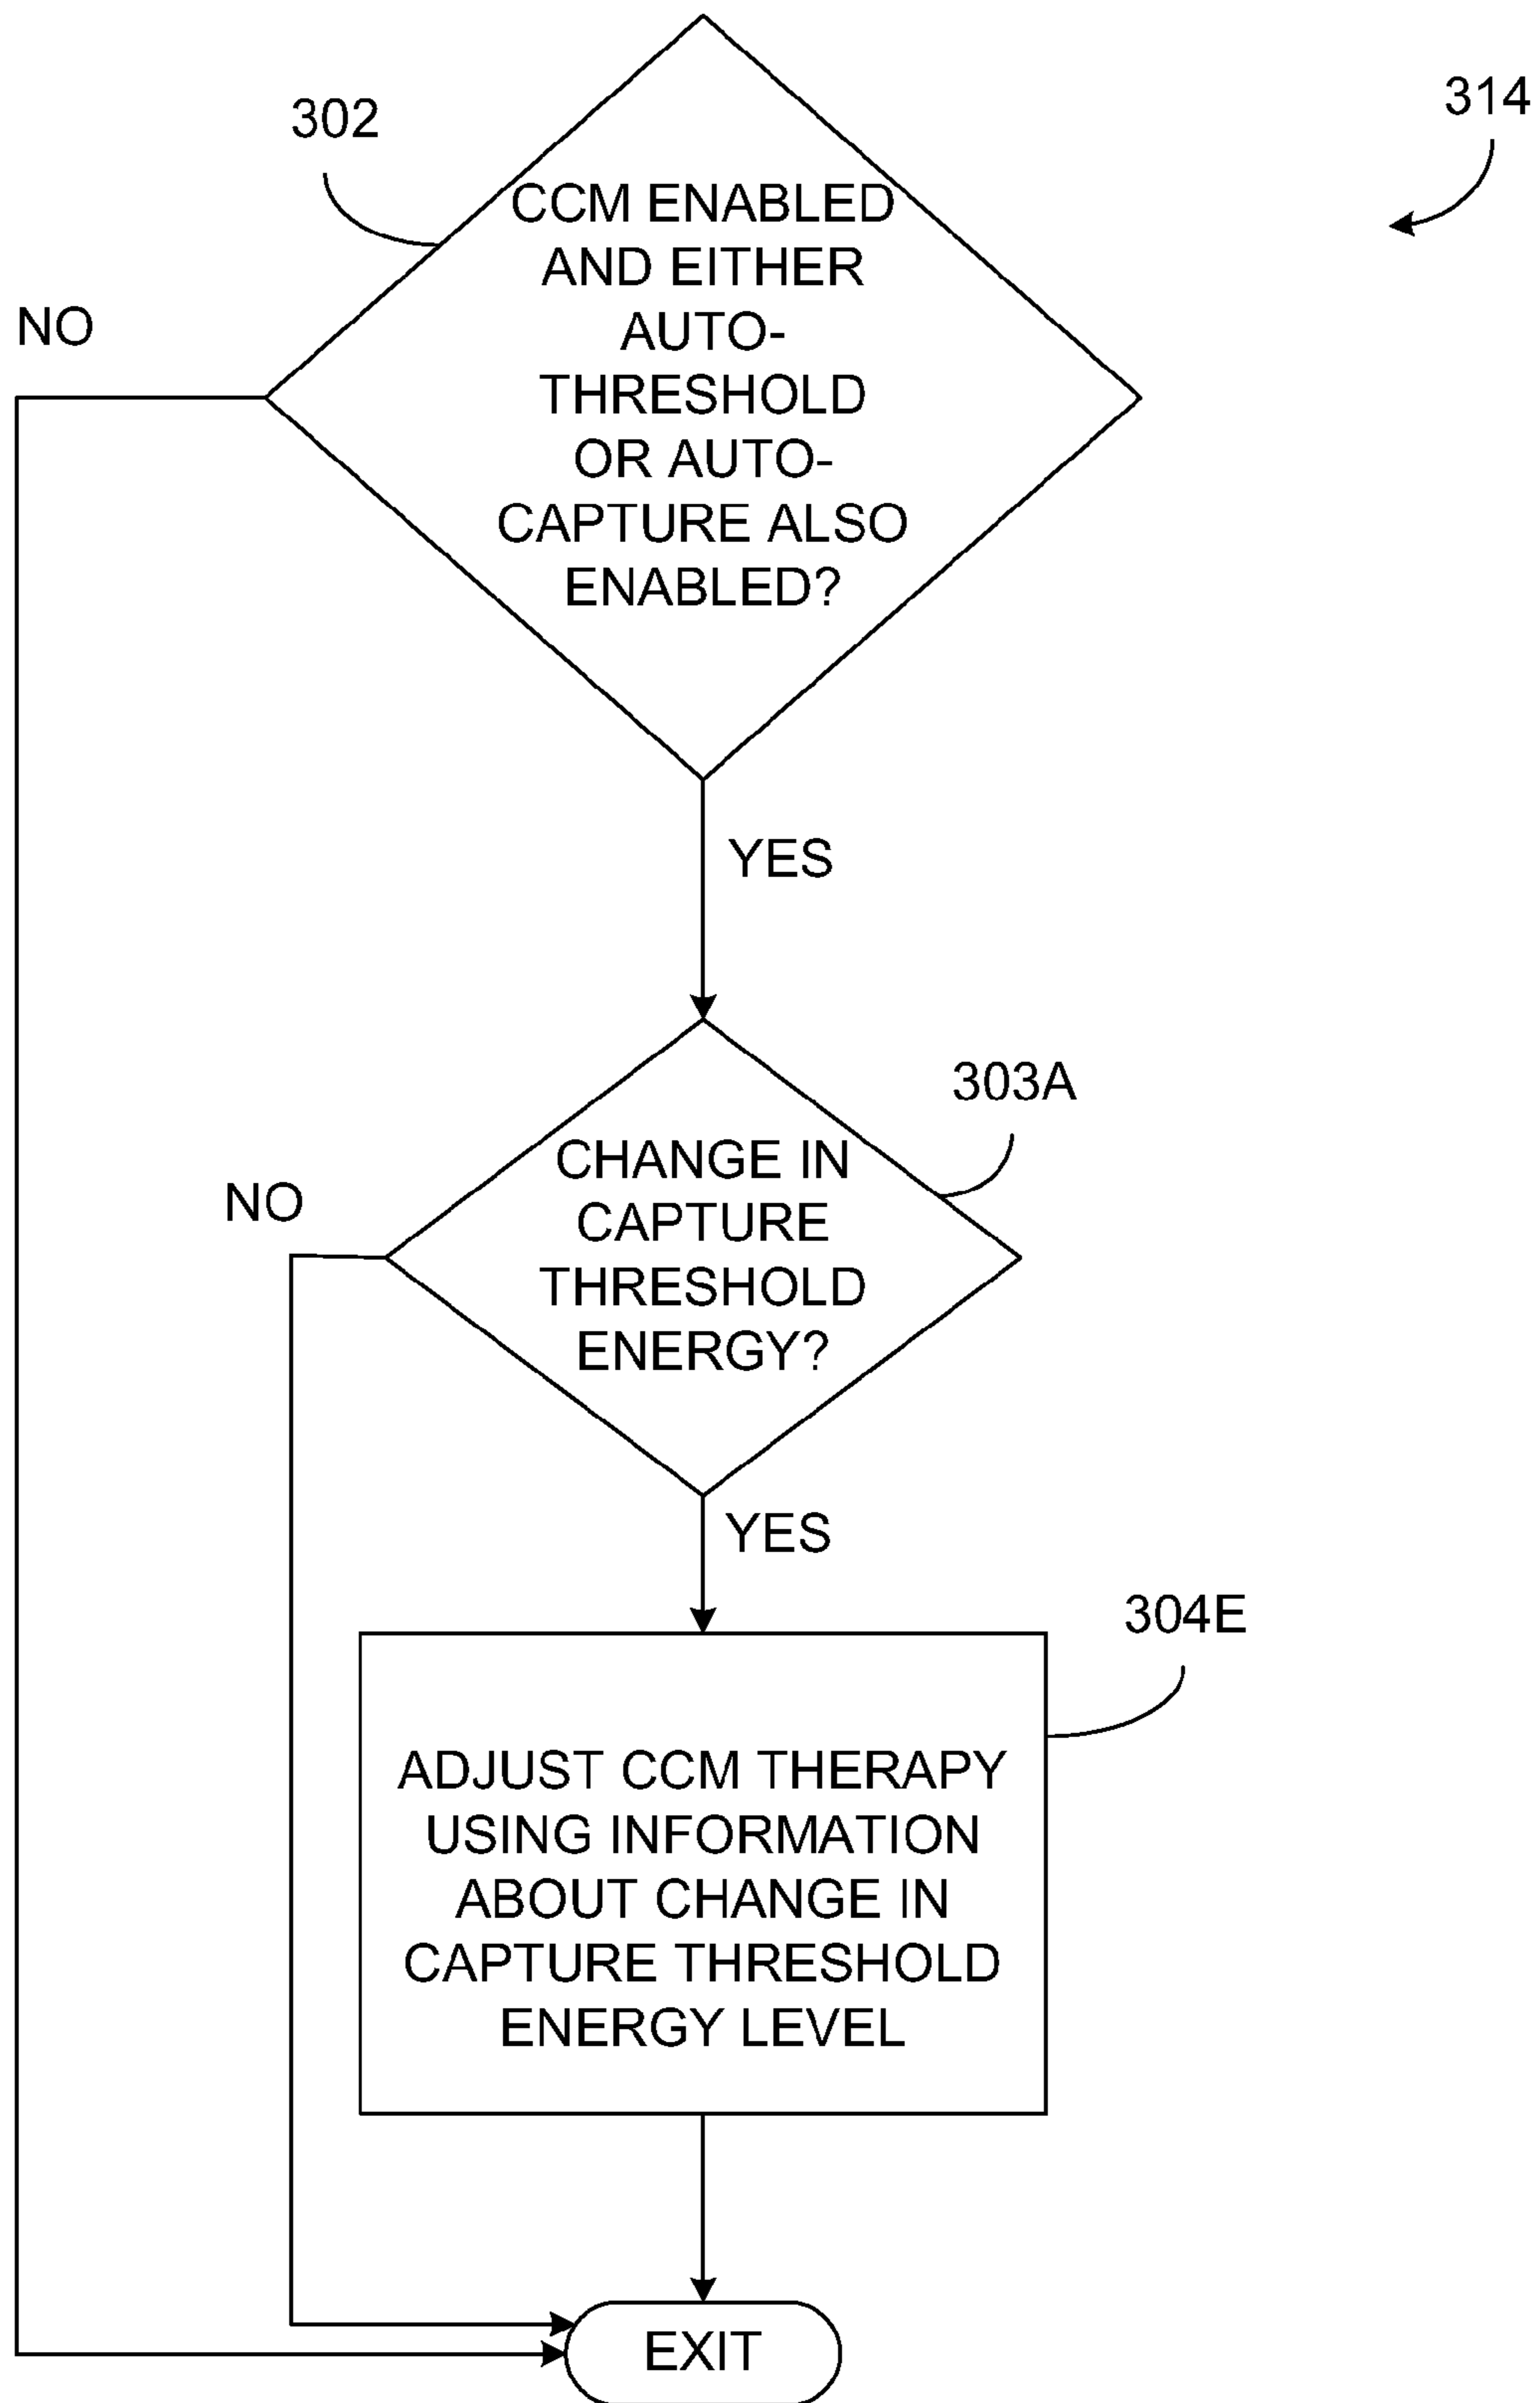 314
302
CCM ENABLED
AND EITHER
AUTO-
THRESHOLD
OR AUTO-
CAPTURE ALSO
ENABLED?
NO
YES
303A
CHANGE IN
CAPTURE
THRESHOLD
ENERGY?
NO
YES
304E
ADJUST CCM THERAPY
USING INFORMATION
ABOUT CHANGE IN
CAPTURE THRESHOLD
ENERGY LEVEL
EXIT